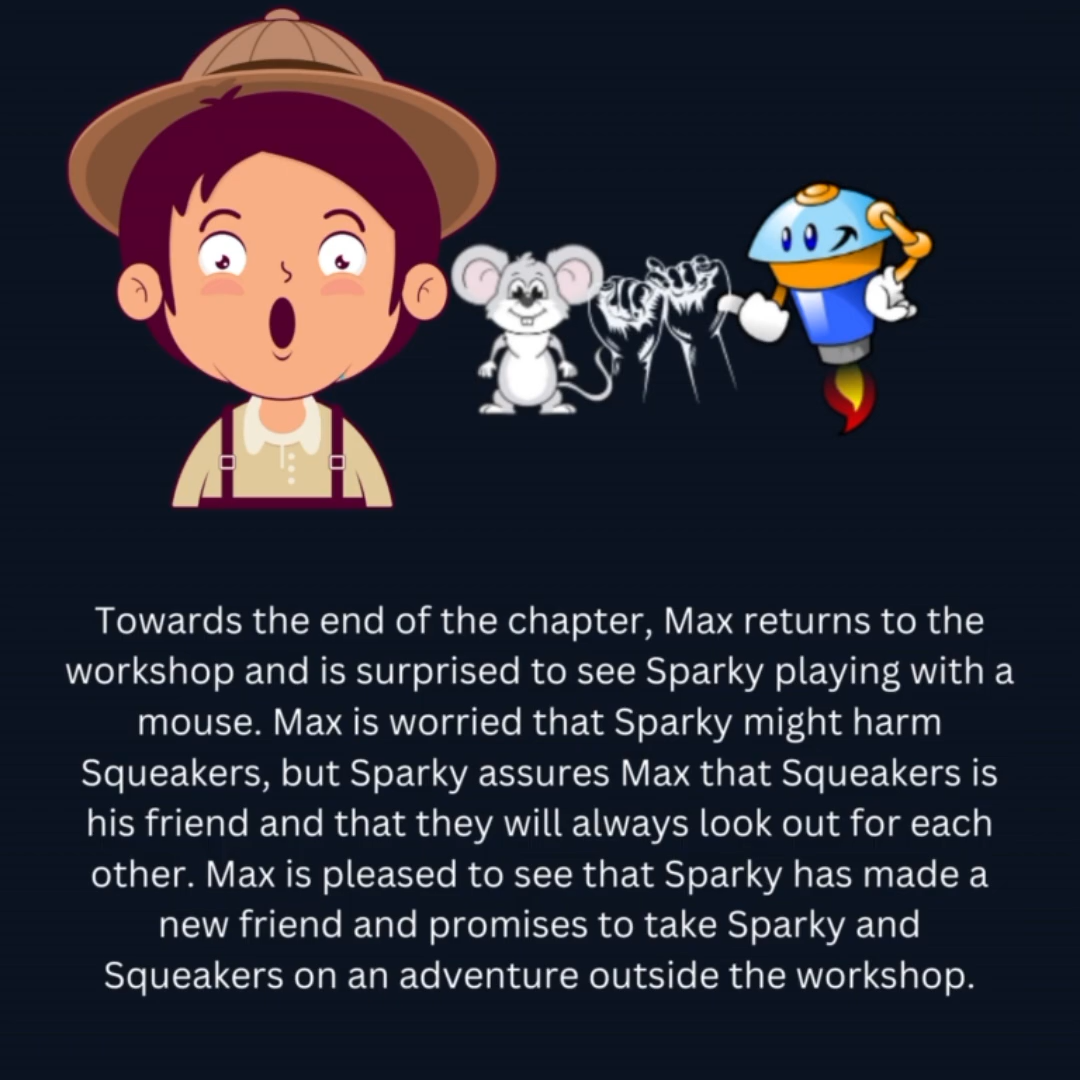 Towards the end of the chapter, Max returns to the
workshop and is surprised to see Sparky playing with a
mouse. Max is worried that Sparky might harm
Squeakers, but Sparky assures Max that Squeakers is
his friend and that they will always look out for each
other. Max is pleased to see that Sparky has made a
new friend and promises to take Sparky and
Squeakers on an adventure outside the workshop.